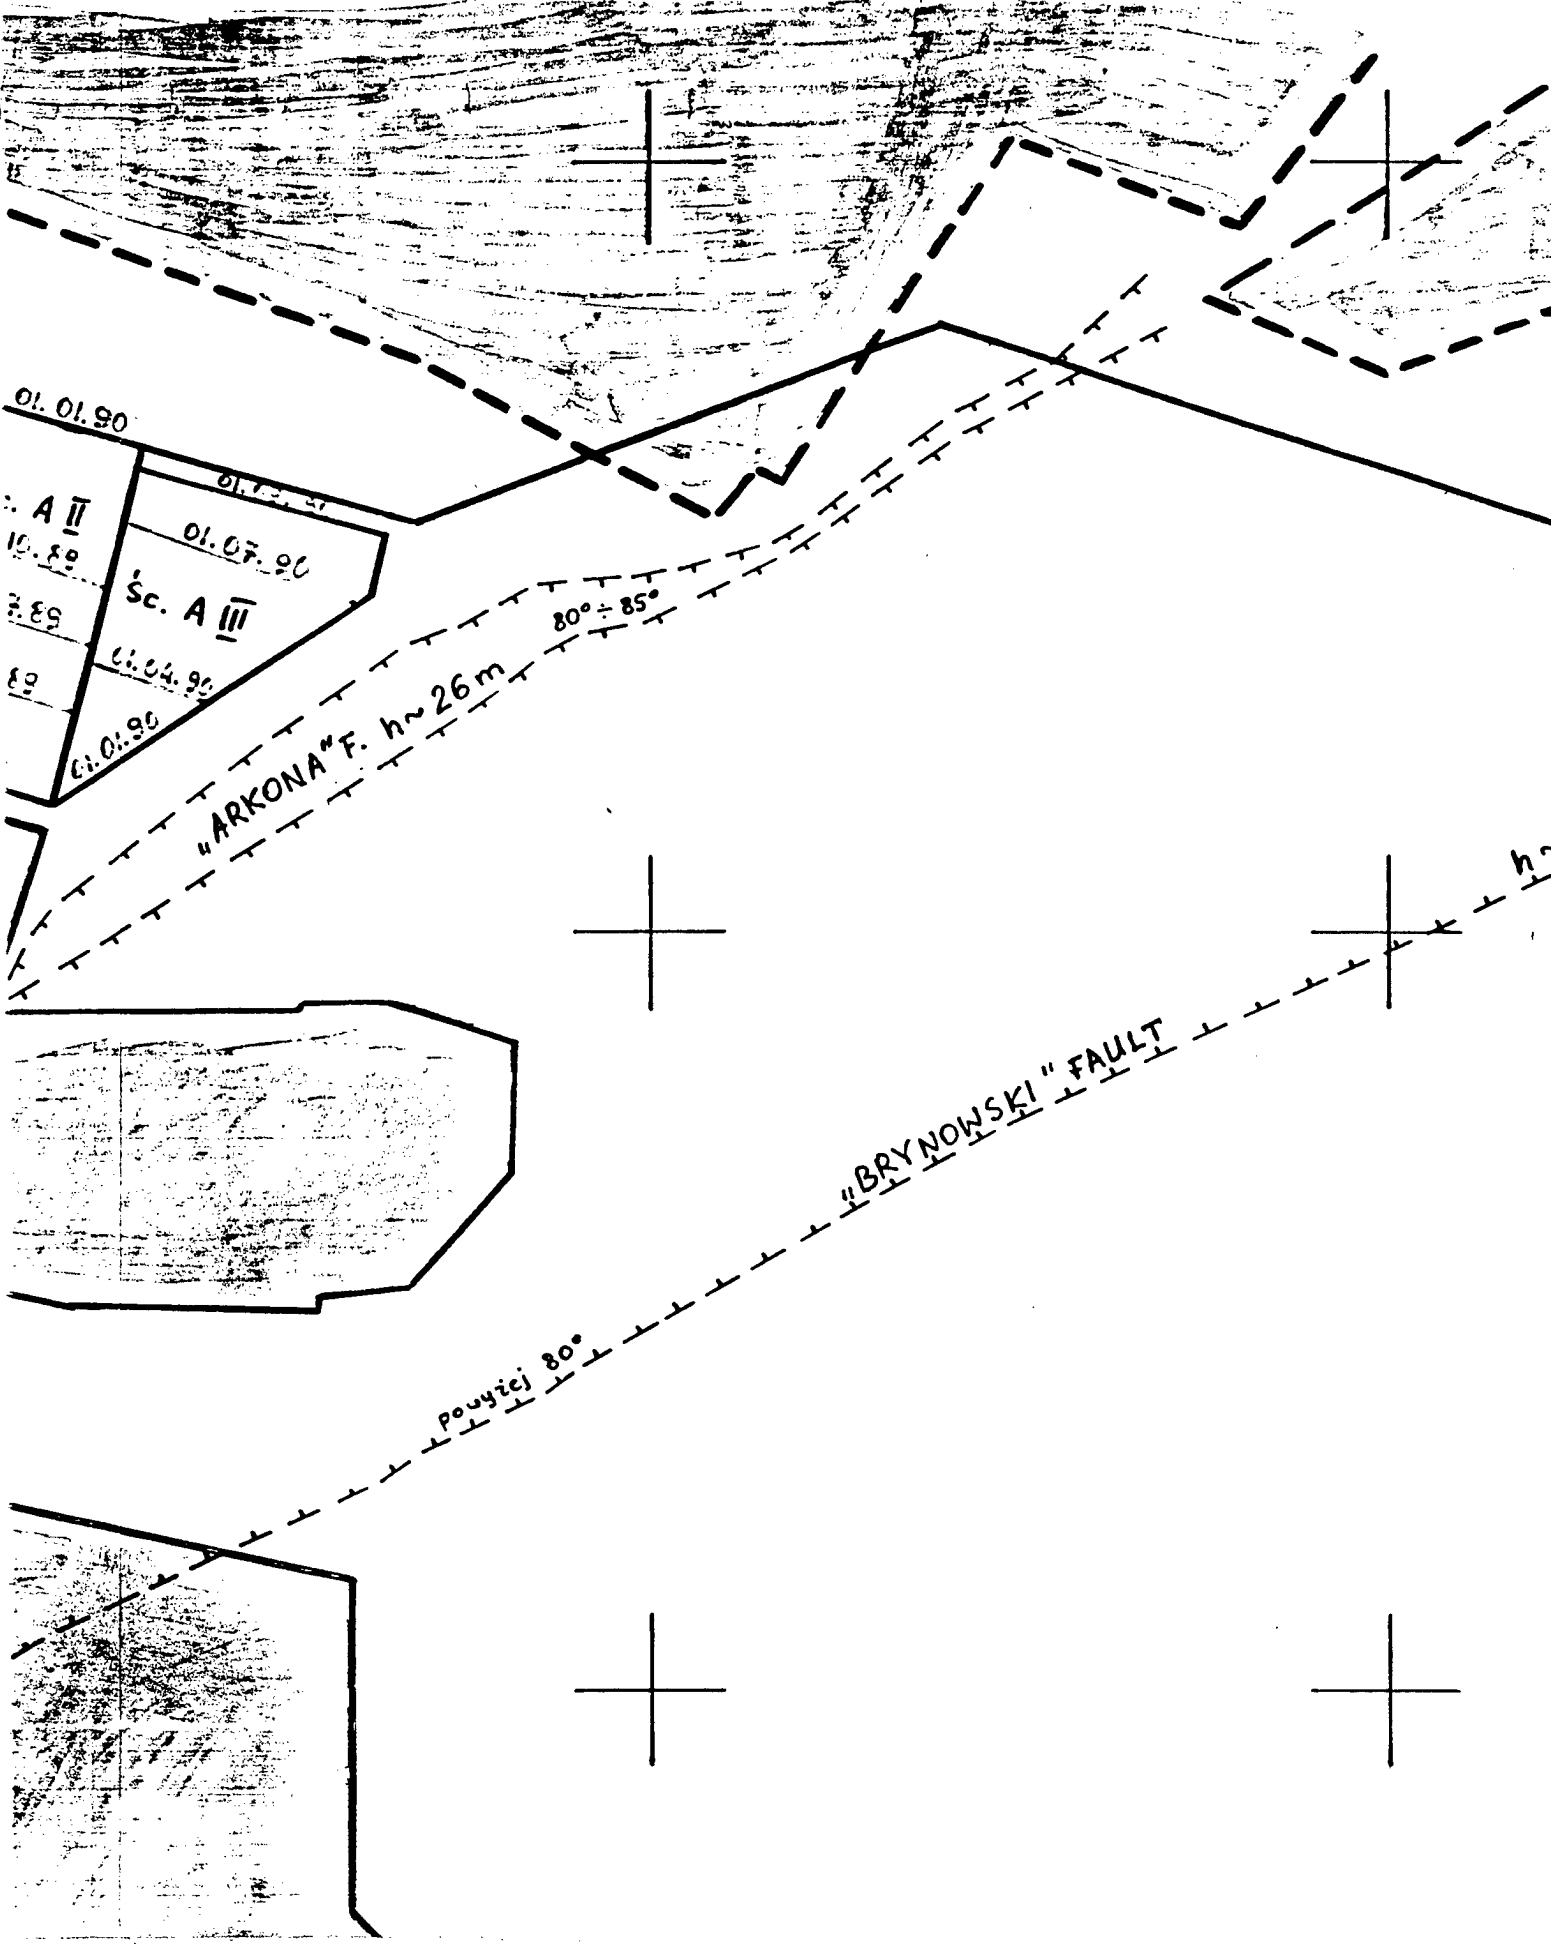 01.01.90
A II
01.07.90
Śc. A III
01.04.90
01.01.90
80° ÷ 85°
„ARKONA” F. h~26m
h~
„BRYNOWSKI” FAULT
powyżej 80°